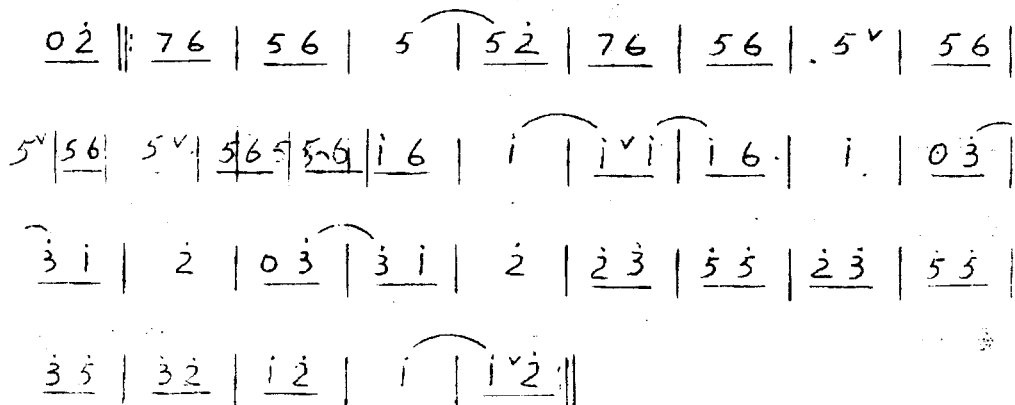 0 2̇ ‖: 7 6 | 5 6 | 5 | 5 2̇ | 7 6 | 5 6 | 5 ˅ | 5 6 |
5 ˅ | 5 6 | 5 ˅ | 5 6 5 | 5 6 | 1̇ 6 | 1̇ | 1̇ ˅ 1̇ | 1̇ 6 | 1̇ | 0 3̇ |
3̇ 1̇ | 2̇ | 0 3̇ | 3̇ 1̇ | 2̇ | 2̇ 3̇ | 5̇ 5̇ | 2̇ 3̇ | 5̇ 5̇ |
3̇ 5̇ | 3̇ 2̇ | 1̇ 2̇ | 1̇ | 1̇ ˅ 2̇ :‖